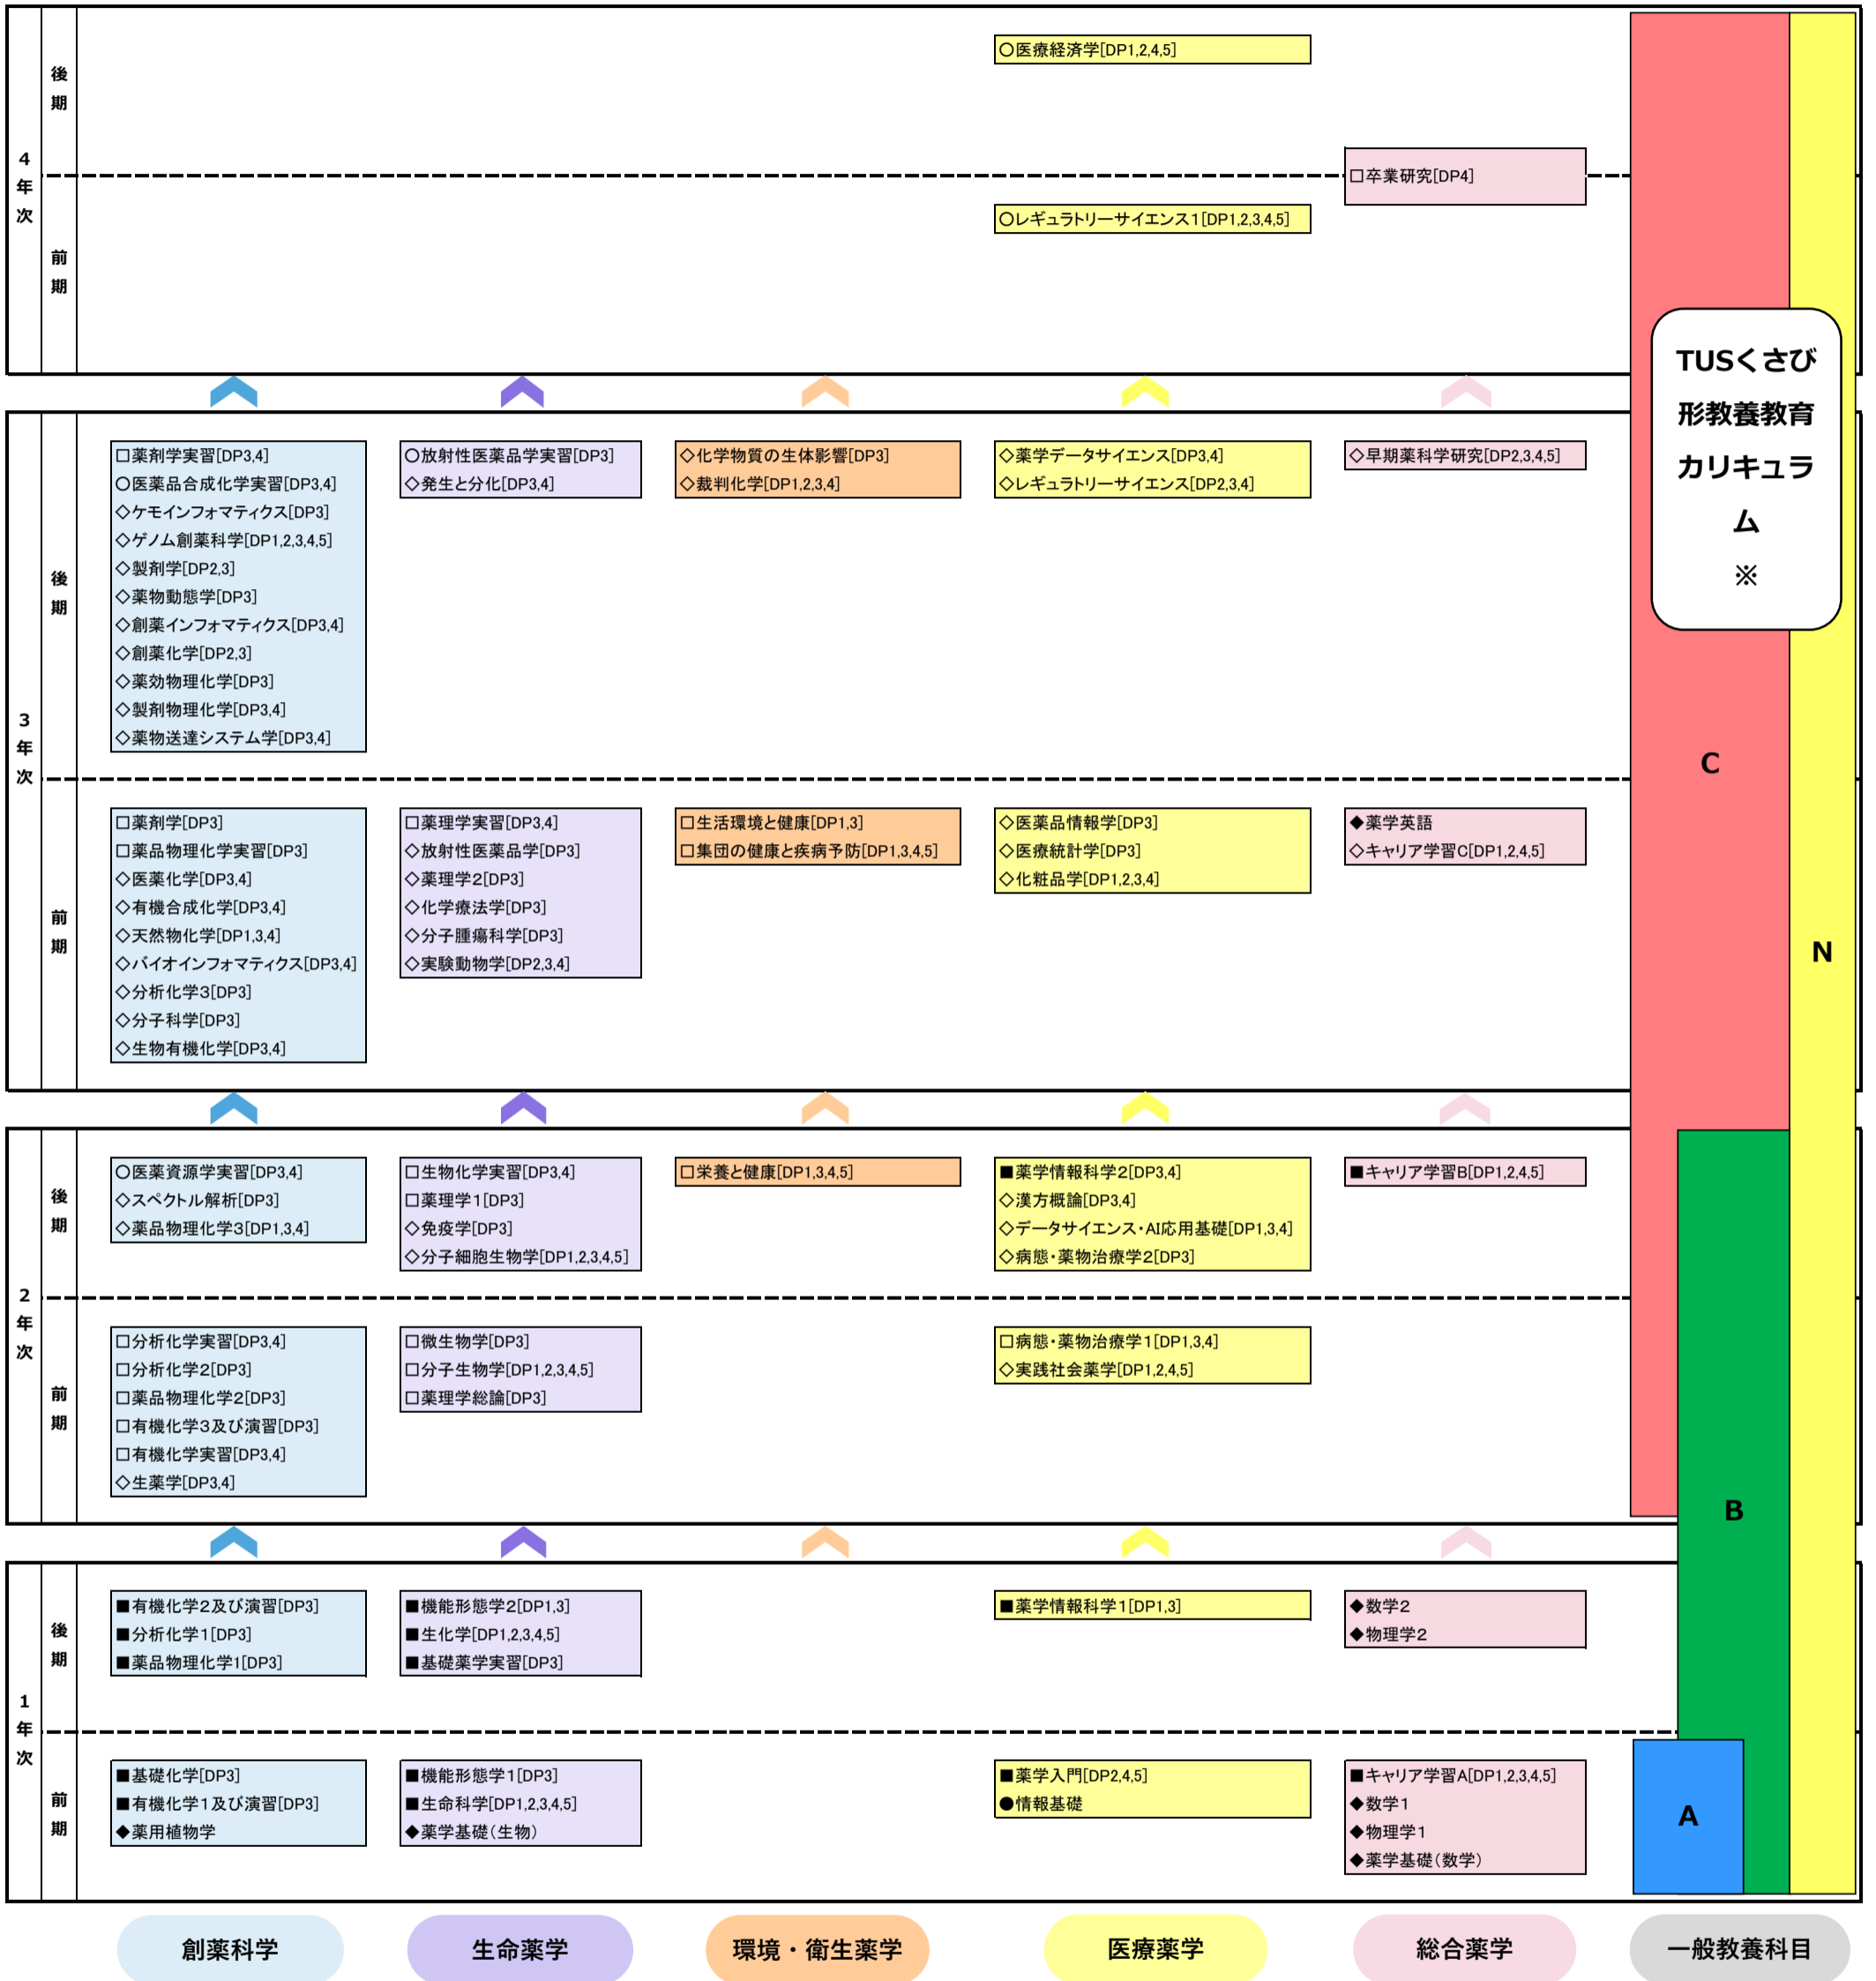 4年次
後期
○医療経済学[DP1,2,4,5]
□卒業研究[DP4]
前期
○レギュラトリーサイエンス1[DP1,2,3,4,5]
TUSくさび
形教養教育
カリキュラ
ム
※
3年次
後期
□薬剤学実習[DP3,4]
○医薬品合成化学実習[DP3,4]
◇ケモインフォマティクス[DP3]
◇ゲノム創薬科学[DP1,2,3,4,5]
◇製剤学[DP2,3]
◇薬物動態学[DP3]
◇創薬インフォマティクス[DP3,4]
◇創薬化学[DP2,3]
◇薬効物理化学[DP3]
◇製剤物理化学[DP3,4]
◇薬物送達システム学[DP3,4]
○放射性医薬品学実習[DP3]
◇発生と分化[DP3,4]
◇化学物質の生体影響[DP3]
◇裁判化学[DP1,2,3,4]
◇薬学データサイエンス[DP3,4]
◇レギュラトリーサイエンス[DP2,3,4]
◇早期薬科学研究[DP2,3,4,5]
C
前期
□薬剤学[DP3]
□薬品物理化学実習[DP3]
◇医薬化学[DP3,4]
◇有機合成化学[DP3,4]
◇天然物化学[DP1,3,4]
◇バイオインフォマティクス[DP3,4]
◇分析化学3[DP3]
◇分子科学[DP3]
◇生物有機化学[DP3,4]
□薬理学実習[DP3,4]
◇放射性医薬品学[DP3]
◇薬理学2[DP3]
◇化学療法学[DP3]
◇分子腫瘍科学[DP3]
◇実験動物学[DP2,3,4]
□生活環境と健康[DP1,3]
□集団の健康と疾病予防[DP1,3,4,5]
◇医薬品情報学[DP3]
◇医療統計学[DP3]
◇化粧品学[DP1,2,3,4]
◆薬学英語
◇キャリア学習C[DP1,2,4,5]
N
2年次
後期
○医薬資源学実習[DP3,4]
◇スペクトル解析[DP3]
◇薬品物理化学3[DP1,3,4]
□生物化学実習[DP3,4]
□薬理学1[DP3]
◇免疫学[DP3]
◇分子細胞生物学[DP1,2,3,4,5]
□栄養と健康[DP1,3,4,5]
■薬学情報科学2[DP3,4]
◇漢方概論[DP3,4]
◇データサイエンス・AI応用基礎[DP1,3,4]
◇病態・薬物治療学2[DP3]
■キャリア学習B[DP1,2,4,5]
前期
□分析化学実習[DP3,4]
□分析化学2[DP3]
□薬品物理化学2[DP3]
□有機化学3及び演習[DP3]
□有機化学実習[DP3,4]
◇生薬学[DP3,4]
□微生物学[DP3]
□分子生物学[DP1,2,3,4,5]
□薬理学総論[DP3]
□病態・薬物治療学1[DP1,3,4]
◇実践社会薬学[DP1,2,4,5]
B
1年次
後期
■有機化学2及び演習[DP3]
■分析化学1[DP3]
■薬品物理化学1[DP3]
■機能形態学2[DP1,3]
■生化学[DP1,2,3,4,5]
■基礎薬学実習[DP3]
■薬学情報科学1[DP1,3]
◆数学2
◆物理学2
前期
■基礎化学[DP3]
■有機化学1及び演習[DP3]
◆薬用植物学
■機能形態学1[DP3]
■生命科学[DP1,2,3,4,5]
◆薬学基礎(生物)
■薬学入門[DP2,4,5]
●情報基礎
■キャリア学習A[DP1,2,3,4,5]
◆数学1
◆物理学1
◆薬学基礎(数学)
A
創薬科学
生命薬学
環境・衛生薬学
医療薬学
総合薬学
一般教養科目